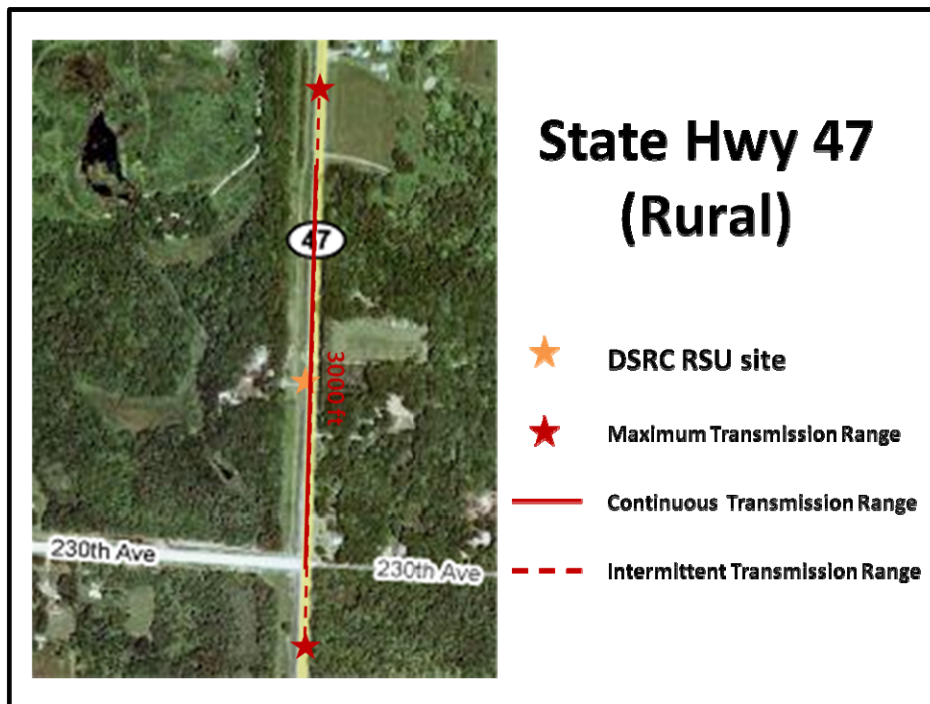 State Hwy 47
(Rural)
47
3000 ft
DSRC RSU site
Maximum Transmission Range
Continuous Transmission Range
Intermittent Transmission Range
230th Ave
230th Ave